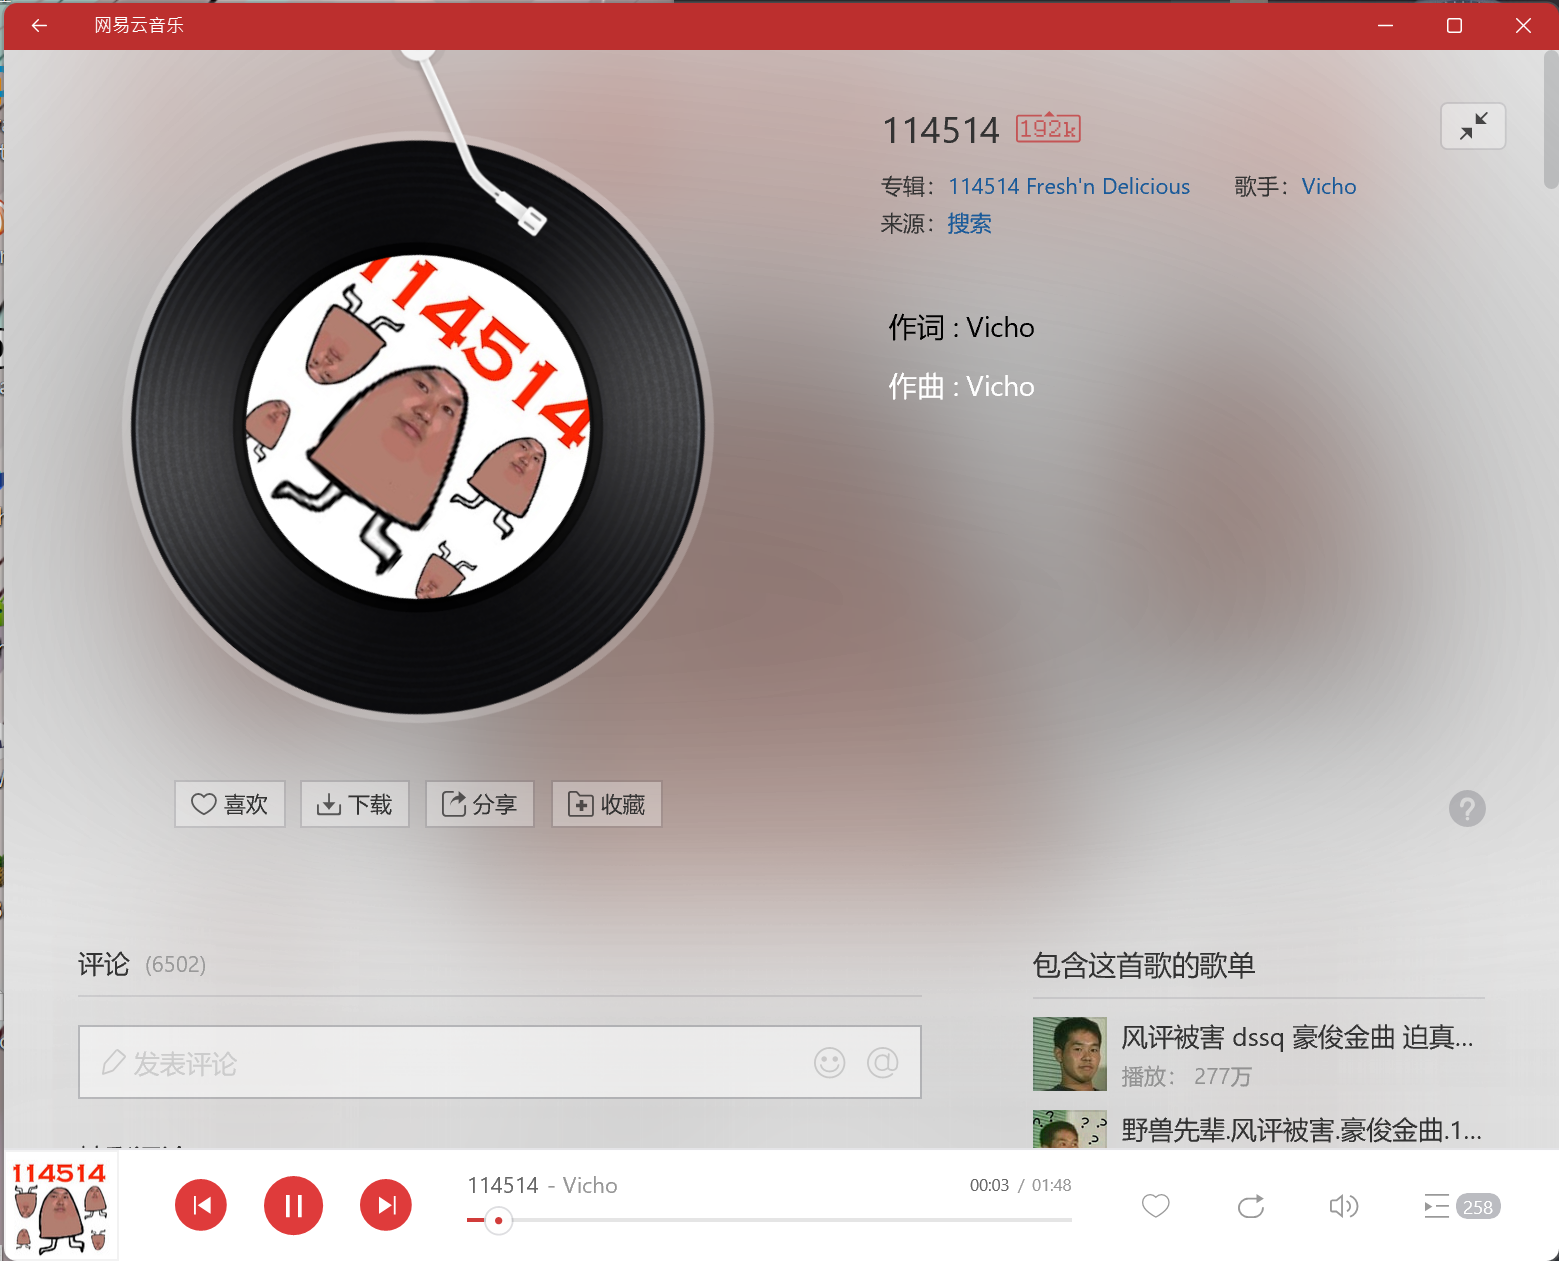 网易云音乐
114514 192k
专辑： 114514 Fresh'n Delicious 歌手： Vicho
来源： 搜索
114514
作词 : Vicho
作曲 : Vicho
喜欢 下载 分享 收藏
评论 (6502)
包含这首歌的歌单
发表评论
风评被害 dssq 豪俊金曲 迫真...
播放： 277万
野兽先辈.风评被害.豪俊金曲.1...
114514
114514 - Vicho
00:03 / 01:48
258